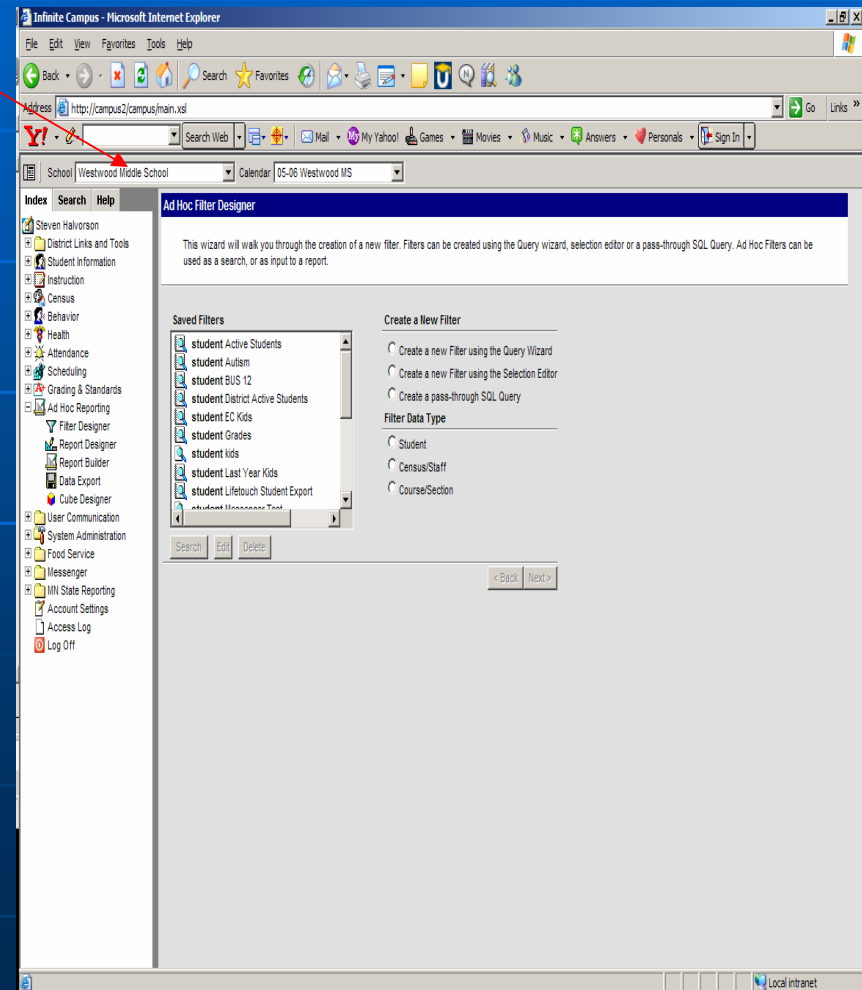 Infinite Campus - Microsoft Internet Explorer
File Edit View Favorites Tools Help
Back Search Favorites
Address http://campus2/campus/main.xsl Go Links »
Y! Search Web Mail My Yahoo! Games Movies Music Answers Personals Sign In
School Westwood Middle School Calendar 05-06 Westwood MS
Index Search Help
Steven Halvorson
District Links and Tools
Student Information
Instruction
Census
Behavior
Health
Attendance
Scheduling
Grading & Standards
Ad Hoc Reporting
Filter Designer
Report Designer
Report Builder
Data Export
Cube Designer
User Communication
System Administration
Food Service
Messenger
MN State Reporting
Account Settings
Access Log
Log Off
Ad Hoc Filter Designer
This wizard will walk you through the creation of a new filter. Filters can be created using the Query wizard, selection editor or a pass-through SQL Query. Ad Hoc Filters can be
used as a search, or as input to a report.
Saved Filters
student Active Students
student Autism
student BUS 12
student District Active Students
student EC Kids
student Grades
student kids
student Last Year Kids
student Lifetouch Student Export
student Messenger Test
Search Edit Delete
Create a New Filter
Create a new Filter using the Query Wizard
Create a new Filter using the Selection Editor
Create a pass-through SQL Query
Filter Data Type
Student
Census/Staff
Course/Section
< Back Next >
Local intranet